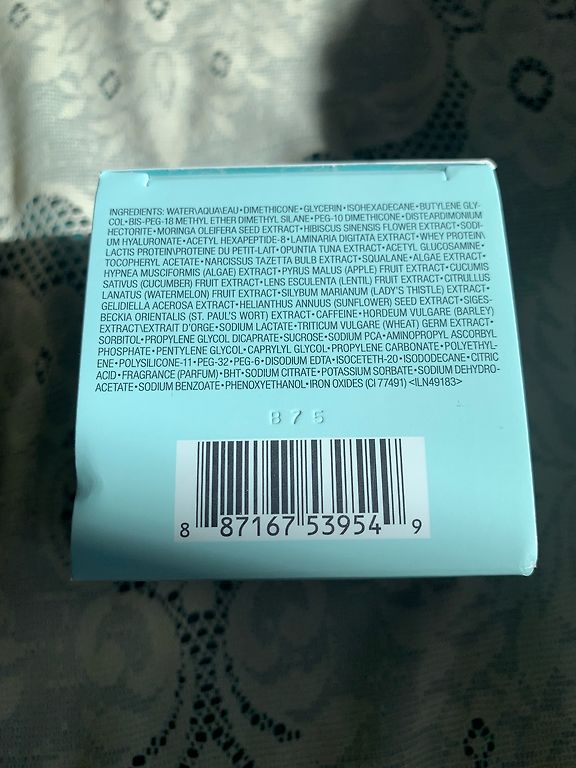 INGREDIENTS: WATER\AQUA\EAU•DIMETHICONE•GLYCERIN•ISOHEXADECANE•BUTYLENE GLY-
COL•BIS-PEG-18 METHYL ETHER DIMETHYL SILANE•PEG-10 DIMETHICONE•DISTEARDIMONIUM
HECTORITE•MORINGA OLEIFERA SEED EXTRACT•HIBISCUS SINENSIS FLOWER EXTRACT•SODI-
UM HYALURONATE•ACETYL HEXAPEPTIDE-8•LAMINARIA DIGITATA EXTRACT•WHEY PROTEIN\
LACTIS PROTEIN\PROTEINE DU PETIT-LAIT•OPUNTIA TUNA EXTRACT•ACETYL GLUCOSAMINE•
TOCOPHERYL ACETATE•NARCISSUS TAZETTA BULB EXTRACT•SQUALANE•ALGAE EXTRACT•
HYPNEA MUSCIFORMIS (ALGAE) EXTRACT•PYRUS MALUS (APPLE) FRUIT EXTRACT•CUCUMIS
SATIVUS (CUCUMBER) FRUIT EXTRACT•LENS ESCULENTA (LENTIL) FRUIT EXTRACT•CITRULLUS
LANATUS (WATERMELON) FRUIT EXTRACT•SILYBUM MARIANUM (LADY'S THISTLE) EXTRACT•
GELIDIELLA ACEROSA EXTRACT•HELIANTHUS ANNUUS (SUNFLOWER) SEED EXTRACT•SIGES-
BECKIA ORIENTALIS (ST. PAUL'S WORT) EXTRACT•CAFFEINE•HORDEUM VULGARE (BARLEY)
EXTRACT\EXTRAIT D'ORGE•SODIUM LACTATE•TRITICUM VULGARE (WHEAT) GERM EXTRACT•
SORBITOL•PROPYLENE GLYCOL DICAPRATE•SUCROSE•SODIUM PCA•AMINOPROPYL ASCORBYL
PHOSPHATE•PENTYLENE GLYCOL•CAPRYLYL GLYCOL•PROPYLENE CARBONATE•POLYETHYL-
ENE•POLYSILICONE-11•PEG-32•PEG-6•DISODIUM EDTA•ISOCETETH-20•ISODODECANE•CITRIC
ACID•FRAGRANCE (PARFUM)•BHT•SODIUM CITRATE•POTASSIUM SORBATE•SODIUM DEHYDRO-
ACETATE•SODIUM BENZOATE•PHENOXYETHANOL•IRON OXIDES (CI 77491) <ILN49183>
B75
8 87167 53954 9